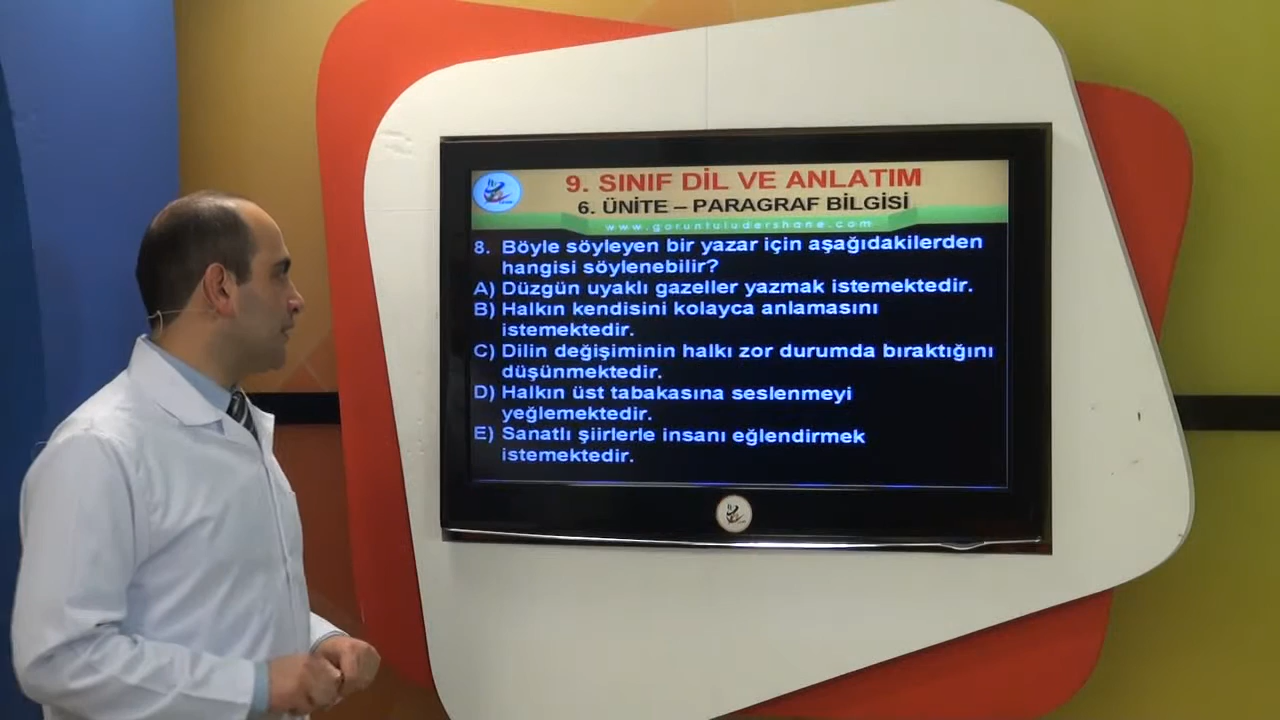 9. SINIF DİL VE ANLATIM
6. ÜNİTE – PARAGRAF BİLGİSİ
www.goruntuludershane.com
8. Böyle söyleyen bir yazar için aşağıdakilerden
hangisi söylenebilir?
A) Düzgün uyaklı gazeller yazmak istemektedir.
B) Halkın kendisini kolayca anlamasını
istemektedir.
C) Dilin değişiminin halkı zor durumda bıraktığını
düşünmektedir.
D) Halkın üst tabakasına seslenmeyi
yeğlemektedir.
E) Sanatlı şiirlerle insanı eğlendirmek
istemektedir.